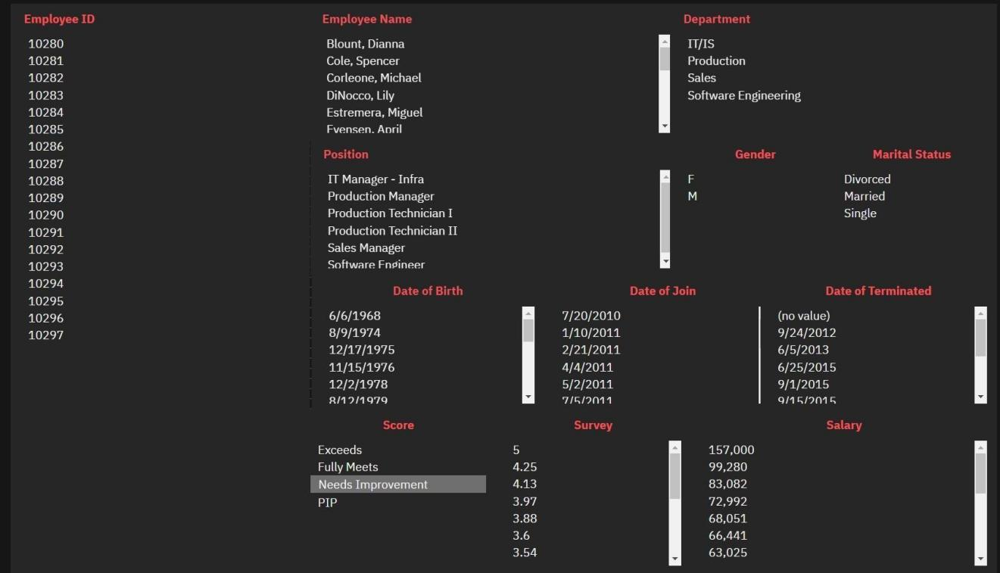 Employee ID
10280
10281
10282
10283
10284
10285
10286
10287
10288
10289
10290
10291
10292
10293
10294
10295
10296
10297
Employee Name
Blount, Dianna
Cole, Spencer
Corleone, Michael
DiNocco, Lily
Estremera, Miguel
Evensen, April
Department
IT/IS
Production
Sales
Software Engineering
Position
IT Manager - Infra
Production Manager
Production Technician I
Production Technician II
Sales Manager
Software Engineer
Gender
F
M
Marital Status
Divorced
Married
Single
Date of Birth
6/6/1968
8/9/1974
12/17/1975
11/15/1976
12/2/1978
8/12/1979
Date of Join
7/20/2010
1/10/2011
2/21/2011
4/4/2011
5/2/2011
7/5/2011
Date of Terminated
(no value)
9/24/2012
6/5/2013
6/25/2015
9/1/2015
9/15/2015
Score
Exceeds
Fully Meets
Needs Improvement
PIP
Survey
5
4.25
4.13
3.97
3.88
3.6
3.54
Salary
157,000
99,280
83,082
72,992
68,051
66,441
63,025